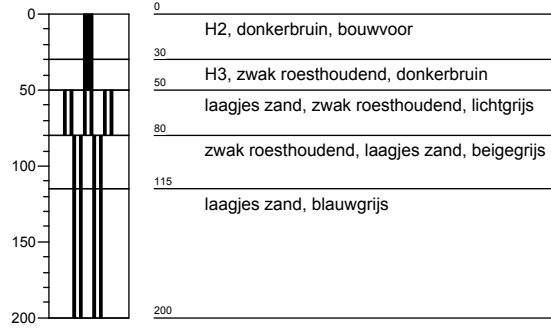 0
50
100
150
200
0
H2, donkerbruin, bouwvoor
30
H3, zwak roesthoudend, donkerbruin
50
laagjes zand, zwak roesthoudend, lichtgrijs
80
zwak roesthoudend, laagjes zand, beigegrijs
115
laagjes zand, blauwgrijs
200